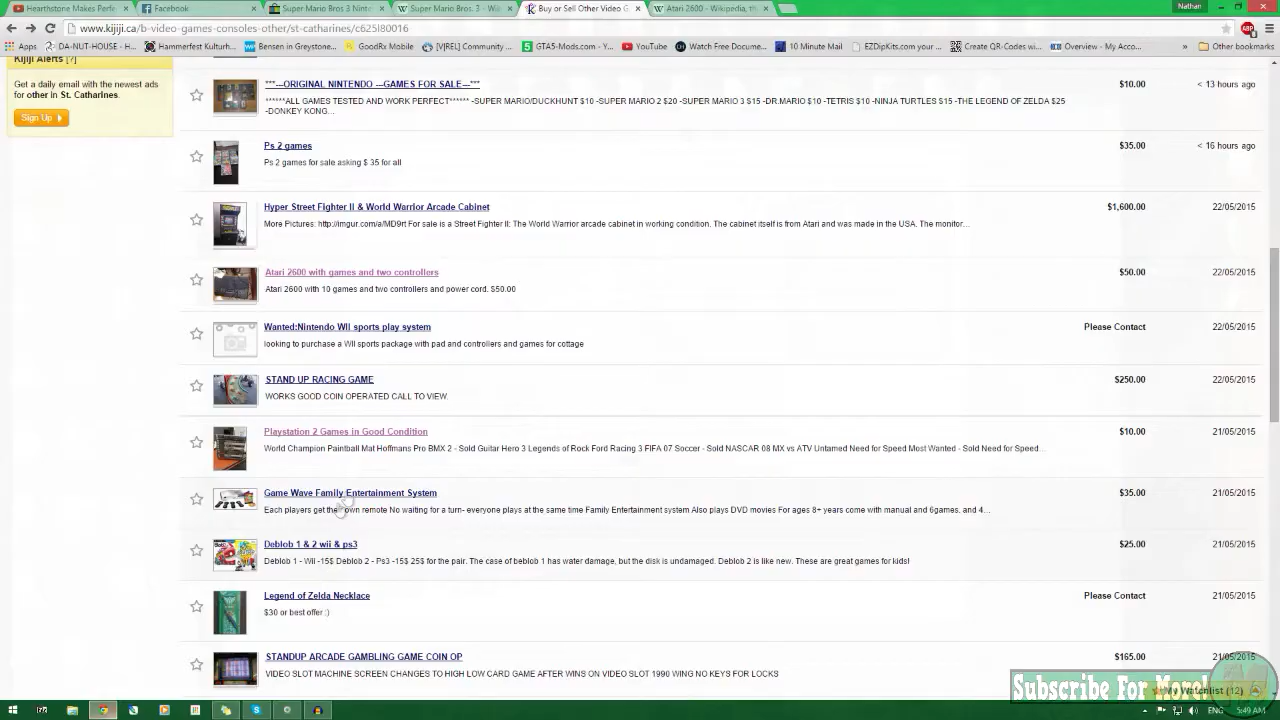 Hearthstone Makes Peopl
Facebook
Super Mario Bros 3 Ninte
Super Mario Bros. 3 - Wik
Buy or Sell Other Video G
Atari 2600 - Wikipedia, th
Nathan
www.kijiji.ca/b-video-games-consoles-other/st-catharines/c625l80016
Apps
DA-NUT-HOUSE - H
Hammerfest Kulturh...
Bensen in Greystone...
GoodRx Mobile
[REL] Community ...
GTA5-Mods.com - Y
YouTube
Watch Free Docume...
10 Minute Mail
EZDipKits.com ...
Create QR-Codes wi
Overview - My Acco...
»
Other bookmarks
Kijiji Alerts [?]
Get a daily email with the newest ads
for other in St. Catharines.
Sign Up
***---ORIGINAL NINTENDO ---GAMES FOR SALE---***
$10.00
< 13 hours ago
******ALL GAMES TESTED AND WORK PERFECT****** -SUPER MARIO/DUCKHUNT $10 -SUPER MARIO 2 $20 -SUPER MARIO 3 $15 -DR.MARIO $10 -TETRIS $10 -NINJA TURTLES $15 -THE LEGEND OF ZELDA $25
-DONKEY KONG...
Ps 2 games
$35.00
< 16 hours ago
Ps 2 games for sale asking $ 35 for all
Hyper Street Fighter II & World Warrior Arcade Cabinet
$1,600.00
22/05/2015
More Pictures: http://imgur.com/a/MD9rt For sale is a Street Fighter II: The World Warrior arcade cabinet in working condition. The cabinet itself is from Atari and was made in the USA. The monitor...
Atari 2600 with games and two controllers
$50.00
22/05/2015
Atari 2600 with 10 games and two controllers and power cord. $50.00
Wanted:Nintendo WII sports play system
Please Contact
22/05/2015
looking to purchase a WII sports package with pad and controllers and games for cottage
STAND UP RACING GAME
$250.00
22/05/2015
WORKS GOOD COIN OPERATED CALL TO VIEW.
Playstation 2 Games in Good Condition
$10.00
21/05/2015
World Champion Paintball Mat Hoffmans Pro BMX 2 - Sold Guitar Hero 3 Legends of Rock Ford Racing 3 FIFA 07 Soccer - Sold NASCAR 08 MX vs ATV Untamed Need for Speed Most Wanted - Sold Need for Speed...
Game Wave Family Entertainment System
$35.00
21/05/2015
Each players get the own remote No waiting for a turn- everyone plays at the same time Family Entertainment system Also plays DVD movies For ages 8+ years come with manual and 6games, and 4...
Deblob 1 & 2 wii & ps3
$25.00
21/05/2015
Deblob 1 - Wii -15$ Deblob 2 - Ps3 -15$ 25$ for the pair. The case of beblob 1 has water damage, but the disk is undamaged. Deblob 2 is like new. These are great games for kids!
Legend of Zelda Necklace
Please Contact
21/05/2015
$30 or best offer :)
STANDUP ARCADE GAMBLING GAME COIN OP
$165.00
21/05/2015
VIDEO SLOT MACHINE SCREEN CHANGES TO HIGH LOW CARD GAME AFTER WINS ON VIDEO SLOT 1982 WING NO KEYS FOR LOCKS
Subscribe for More!
My Watchlist (12)
ENG
5:49 AM